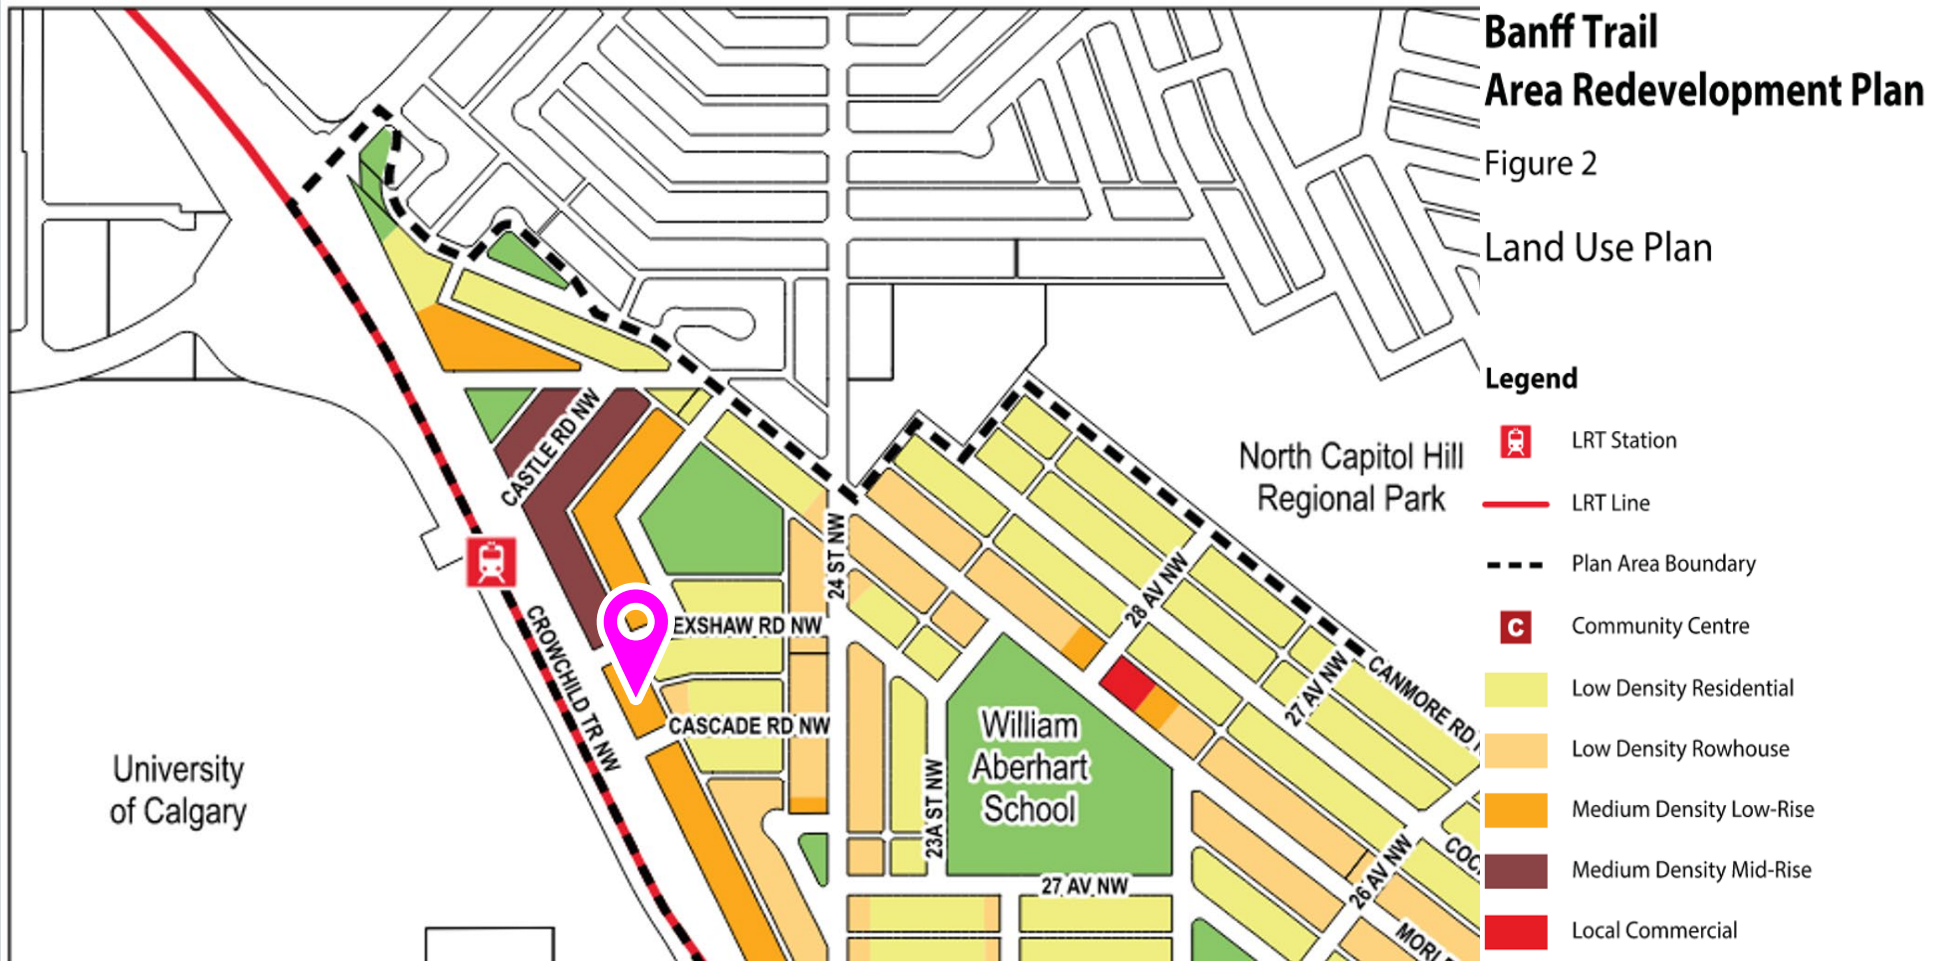 Banff Trail
Area Redevelopment Plan
Figure 2
Land Use Plan
Legend
LRT Station
LRT Line
Plan Area Boundary
C
Community Centre
Low Density Residential
Low Density Rowhouse
Medium Density Low-Rise
Medium Density Mid-Rise
Local Commercial
CASTLE RD NW
North Capitol Hill
Regional Park
24 ST NW
28 AV NW
EXSHAW RD NW
CROWCHILD TR NW
27 AV NW
CANMORE RD
CASCADE RD NW
William
Aberhart
School
University
of Calgary
23A ST NW
27 AV NW
26 AV NW